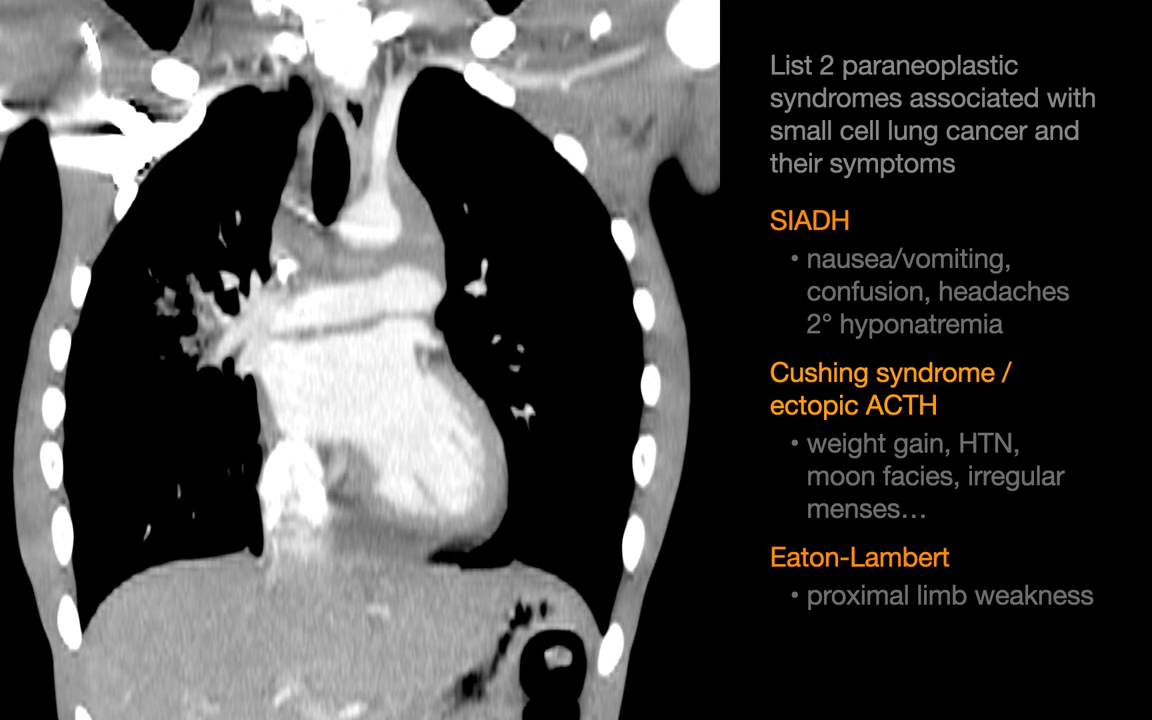 List 2 paraneoplastic
syndromes associated with
small cell lung cancer and
their symptoms
SIADH
• nausea/vomiting,
confusion, headaches
2° hyponatremia
Cushing syndrome /
ectopic ACTH
• weight gain, HTN,
moon facies, irregular
menses…
Eaton-Lambert
• proximal limb weakness